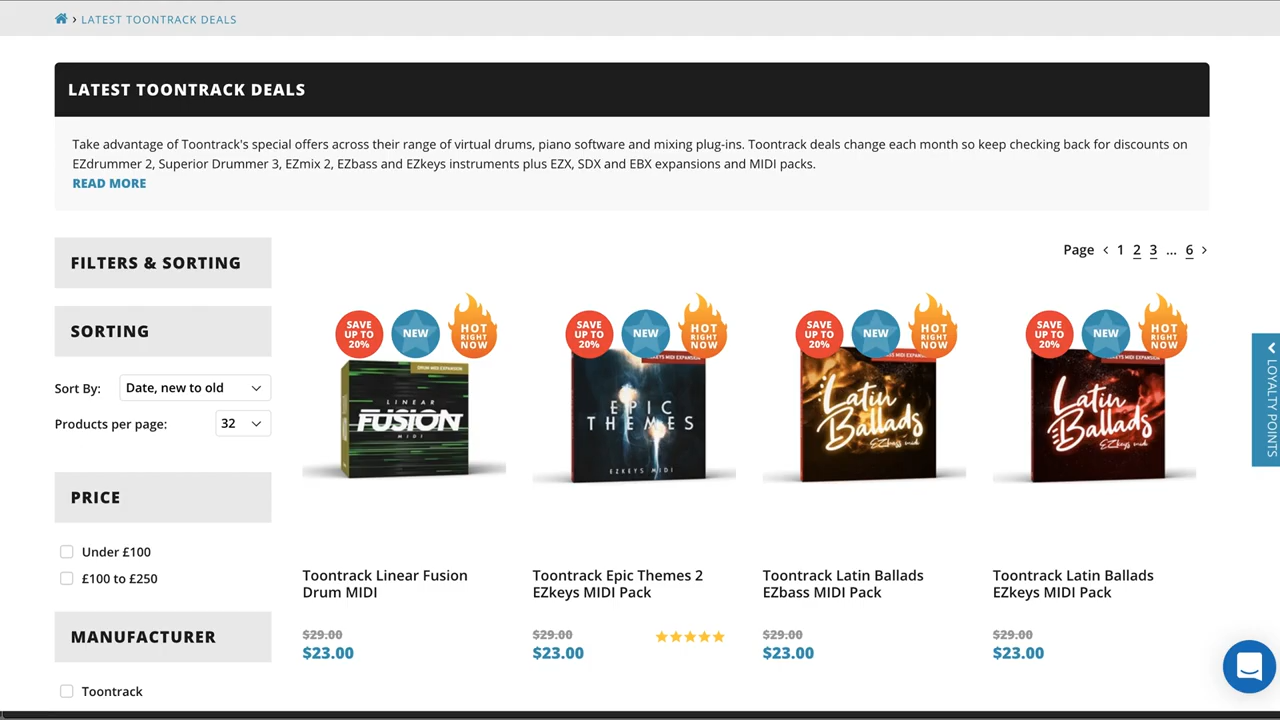 LATEST TOONTRACK DEALS
LATEST TOONTRACK DEALS
Take advantage of Toontrack's special offers across their range of virtual drums, piano software and mixing plug-ins. Toontrack deals change each month so keep checking back for discounts on
EZdrummer 2, Superior Drummer 3, EZmix 2, EZbass and EZkeys instruments plus EZX, SDX and EBX expansions and MIDI packs.
READ MORE
FILTERS & SORTING
Page < 1 2 3 ... 6 >
SORTING
Sort By: Date, new to old
Products per page: 32
PRICE
Under £100
£100 to £250
MANUFACTURER
Toontrack
SAVE
UP TO
20%
NEW
HOT
RIGHT
NOW
DRUM MIDI EXPANSION
LINEAR
FUSION
MIDI
Toontrack Linear Fusion
Drum MIDI
$29.00
$23.00
SAVE
UP TO
20%
NEW
HOT
RIGHT
NOW
MIDI EXPANSION
EPIC
THEMES
EZKEYS MIDI
Toontrack Epic Themes 2
EZkeys MIDI Pack
$29.00
$23.00
SAVE
UP TO
20%
NEW
HOT
RIGHT
NOW
MIDI EXPANSION
Latin
Ballads
EZbass midi
Toontrack Latin Ballads
EZbass MIDI Pack
$29.00
$23.00
SAVE
UP TO
20%
NEW
HOT
RIGHT
NOW
MIDI EXPANSION
Latin
Ballads
EZkeys midi
Toontrack Latin Ballads
EZkeys MIDI Pack
$29.00
$23.00
LOYALTY POINTS